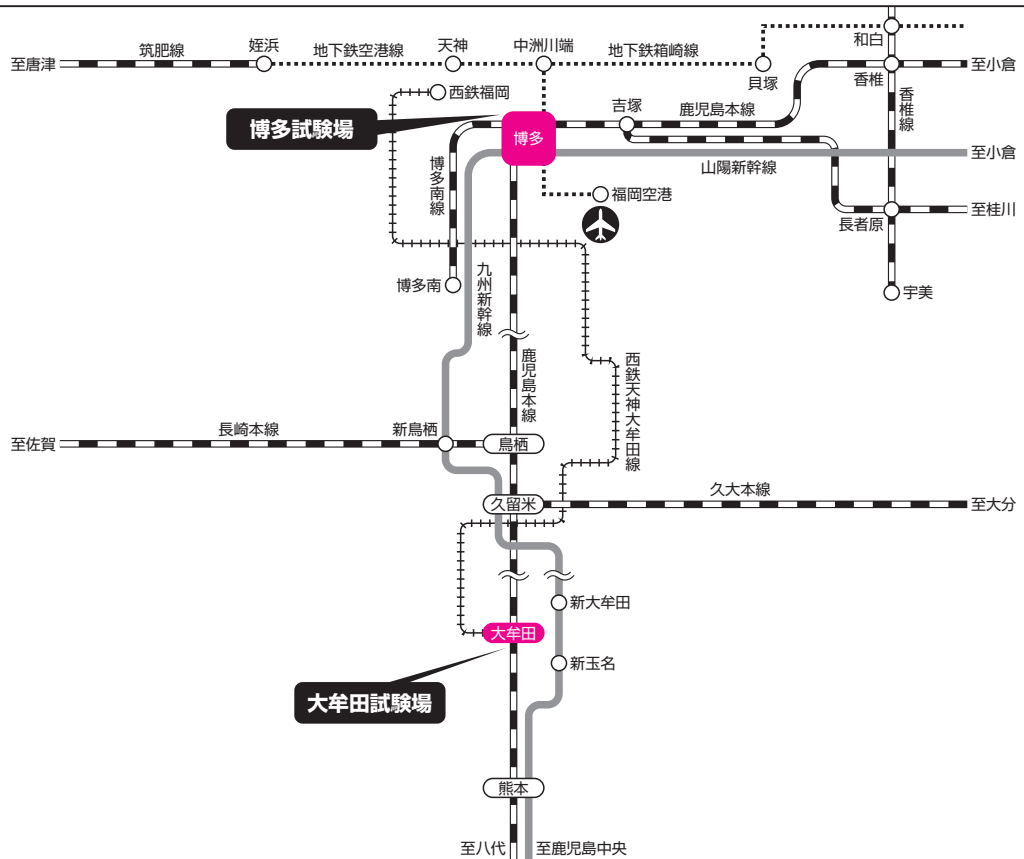 和白
筑肥線
姪浜
地下鉄空港線
天神
中洲川端
地下鉄箱崎線
至唐津
貝塚
香椎
至小倉
西鉄福岡
吉塚
鹿児島本線
香椎線
博多試験場
博多
至小倉
山陽新幹線
博多南線
福岡空港
長者原
至桂川
博多南
九州新幹線
宇美
鹿児島本線
西鉄天神大牟田線
長崎本線
新鳥栖
至佐賀
鳥栖
久大本線
久留米
至大分
新大牟田
大牟田
新玉名
大牟田試験場
熊本
至八代
至鹿児島中央